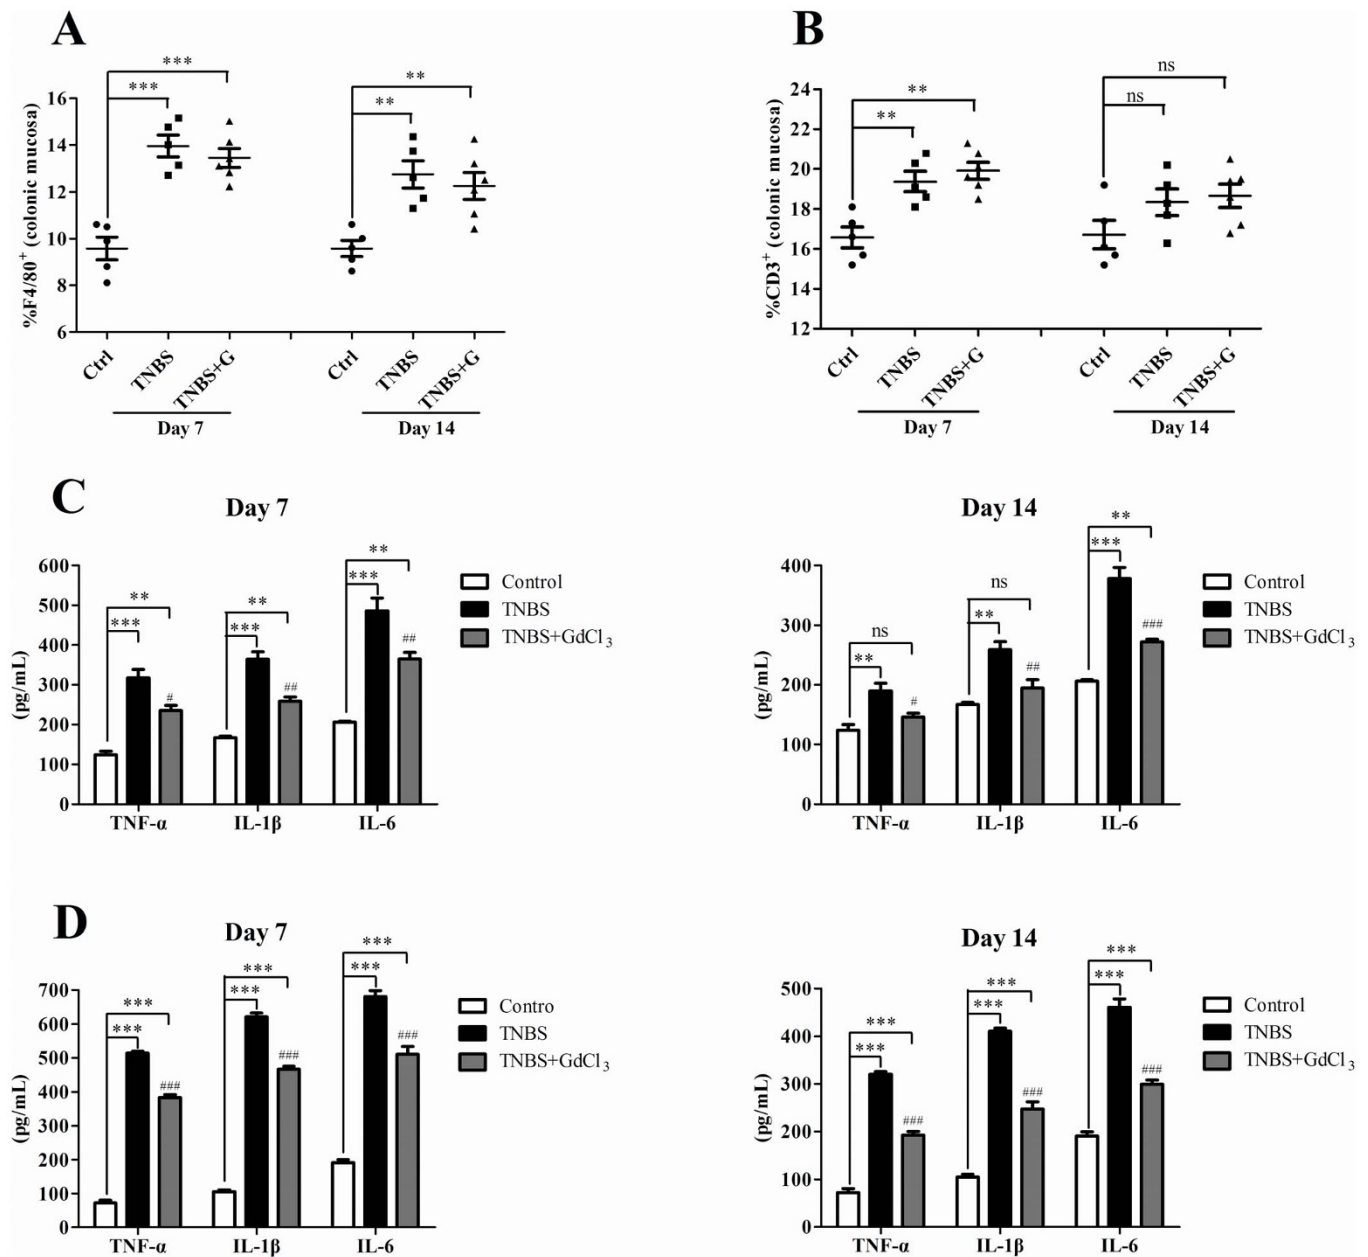 A
B
***
***
**
**
%F4/80⁺ (colonic mucosa)
16
14
12
10
8
6
Ctrl
TNBS
TNBS+G
Ctrl
TNBS
TNBS+G
Day 7
Day 14
**
**
ns
ns
%CD3⁺ (colonic mucosa)
24
22
20
18
16
14
12
Ctrl
TNBS
TNBS+G
Ctrl
TNBS
TNBS+G
Day 7
Day 14
C
Day 7
(pg/mL)
600
500
400
300
200
100
0
**
***
#
**
***
##
**
***
##
TNF-α
IL-1β
IL-6
Control
TNBS
TNBS+GdCl₃
Day 14
(pg/mL)
400
300
200
100
0
ns
**
#
ns
**
##
**
***
###
TNF-α
IL-1β
IL-6
Control
TNBS
TNBS+GdCl₃
D
Day 7
(pg/mL)
700
600
500
400
300
200
100
0
***
***
###
***
***
###
***
***
###
TNF-α
IL-1β
IL-6
Contro
TNBS
TNBS+GdCl₃
Day 14
(pg/mL)
500
400
300
200
100
0
***
***
###
***
***
###
***
***
###
TNF-α
IL-1β
IL-6
Control
TNBS
TNBS+GdCl₃